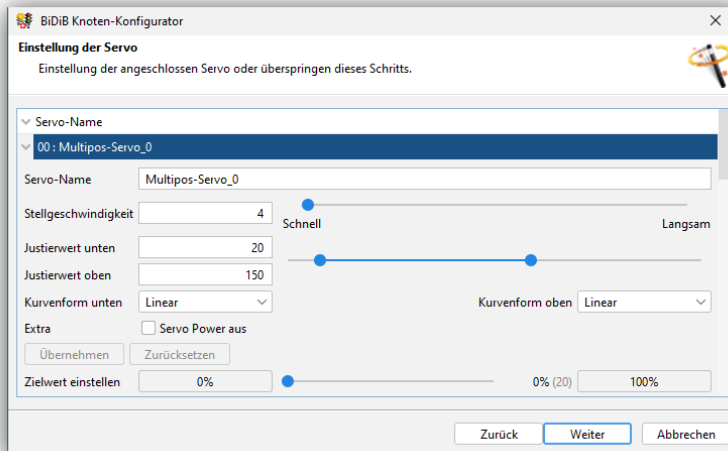 BiDiB Knoten-Konfigurator
Einstellung der Servo
Einstellung der angeschlossen Servo oder überspringen dieses Schritts.
Servo-Name
00 : Multipos-Servo_0
Servo-Name Multipos-Servo_0
Stellgeschwindigkeit 4 Schnell Langsam
Justierwert unten 20
Justierwert oben 150
Kurvenform unten Linear Kurvenform oben Linear
Extra Servo Power aus
Übernehmen Zurücksetzen
Zielwert einstellen 0% 0% (20) 100%
Zurück Weiter Abbrechen